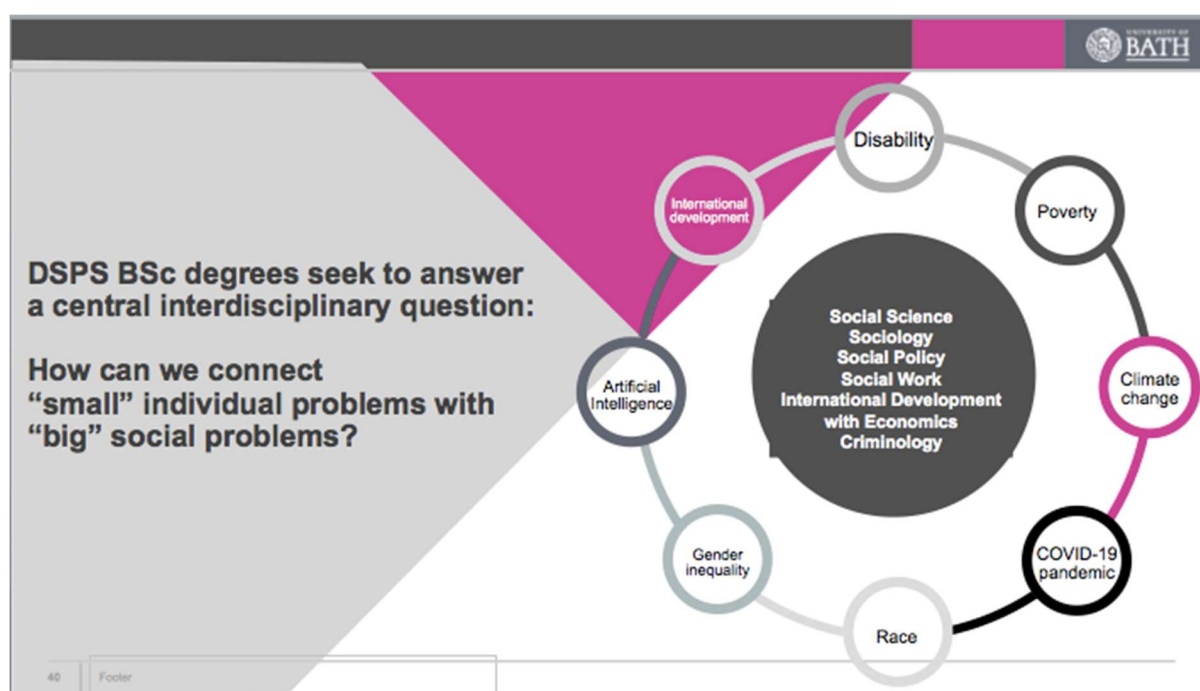 UNIVERSITY OF
BATH
DSPS BSc degrees seek to answer
a central interdisciplinary question:
How can we connect
“small” individual problems with
“big” social problems?
Disability
Poverty
Climate
change
COVID-19
pandemic
Race
Gender
inequality
Artificial
Intelligence
International
development
Social Science
Sociology
Social Policy
Social Work
International Development
with Economics
Criminology
40
Footer